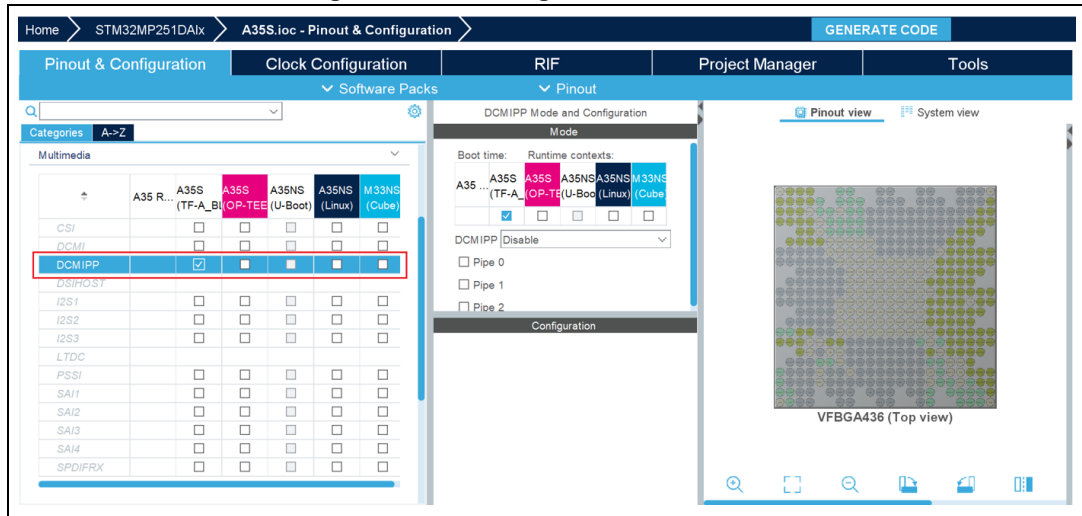 Home STM32MP251DAIx A35S.ioc - Pinout & Configuration GENERATE CODE
Pinout & Configuration Clock Configuration RIF Project Manager Tools
Software Packs Pinout
Categories A->Z
Multimedia
A35 R... A35S (TF-A_BL A35S (OP-TEE A35NS (U-Boot) A35NS (Linux) M33NS (Cube)
CSI
DCMI
DCMIPP
DSIHOST
I2S1
I2S2
I2S3
LTDC
PSSI
SAI1
SAI2
SAI3
SAI4
SPDIFRX
DCMIPP Mode and Configuration
Mode
Boot time: Runtime contexts:
A35 ... A35S (TF-A_ A35S (OP-TE A35NS (U-Boo A35NS (Linux) M33NS (Cube)
DCMIPP Disable
Pipe 0
Pipe 1
Pipe 2
Configuration
Pinout view System view
VFBGA436 (Top view)